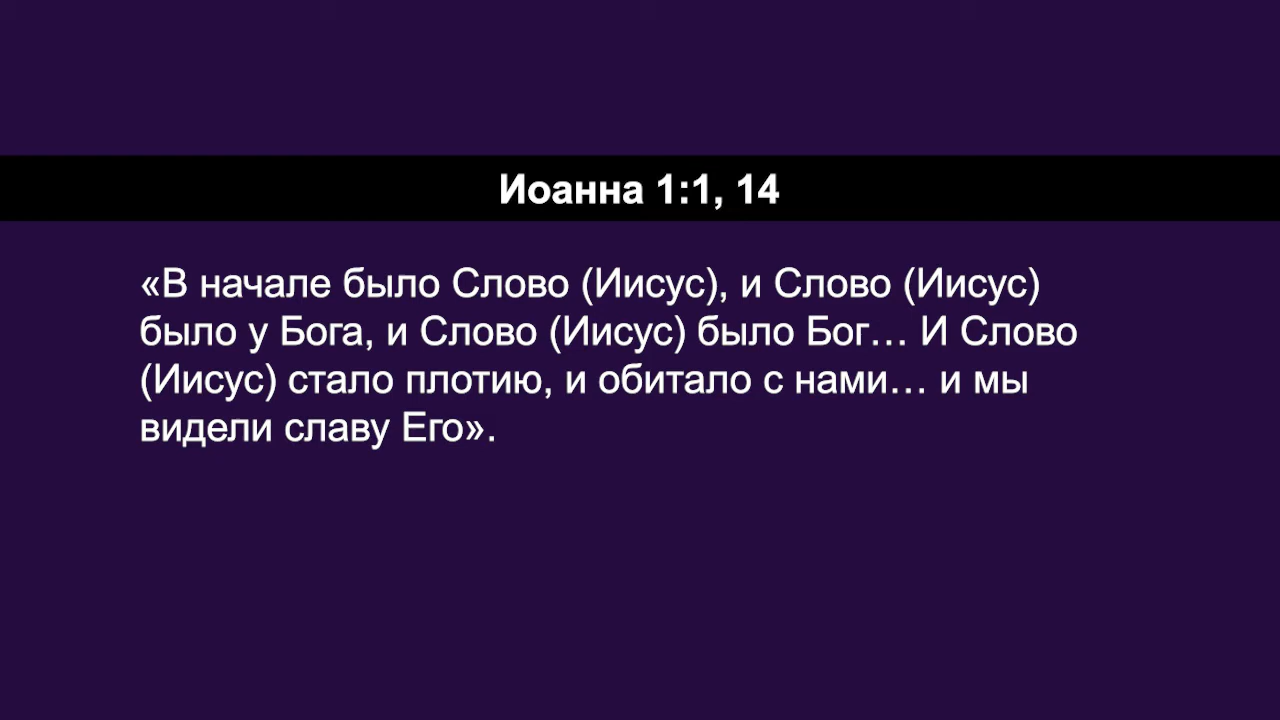 Иоанна 1:1, 14
«В начале было Слово (Иисус), и Слово (Иисус)
было у Бога, и Слово (Иисус) было Бог… И Слово
(Иисус) стало плотию, и обитало с нами… и мы
видели славу Его».